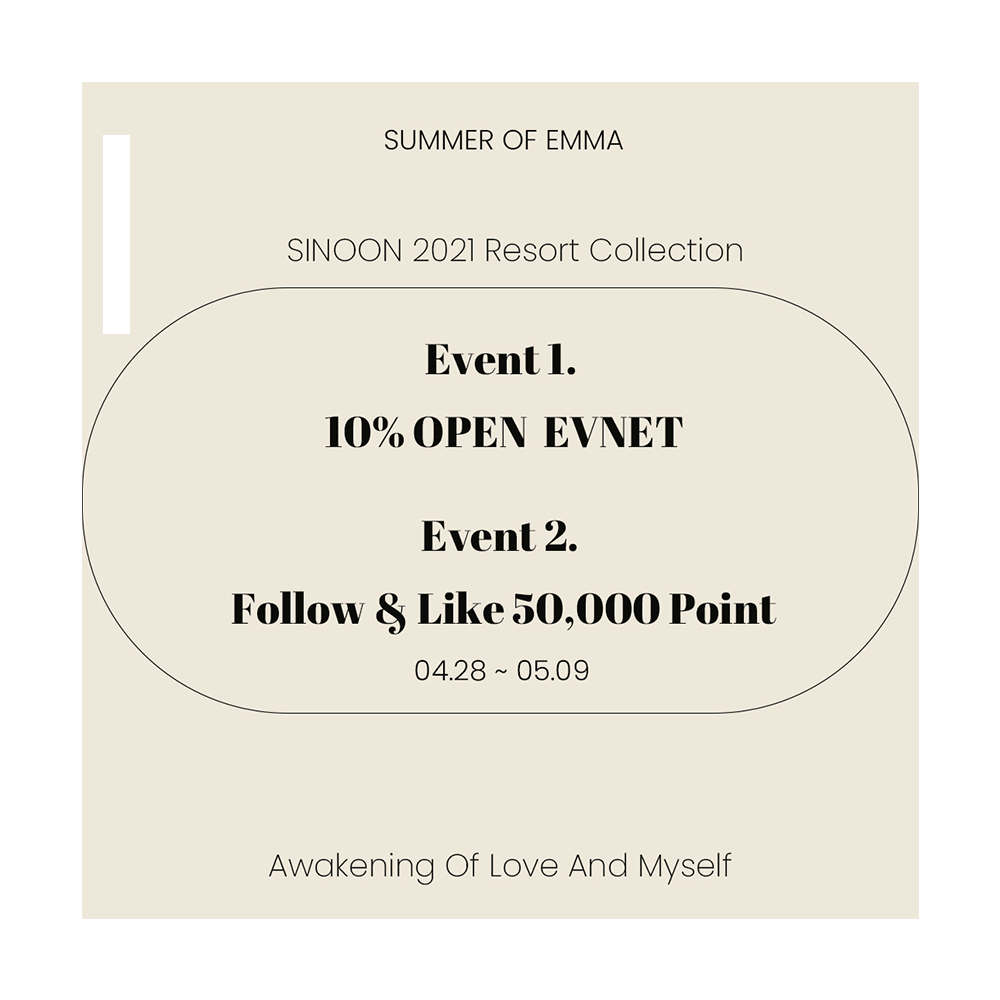 SUMMER OF EMMA
SINOON 2021 Resort Collection
Event 1.
10% OPEN EVNET
Event 2.
Follow & Like 50,000 Point
04.28 ~ 05.09
Awakening Of Love And Myself